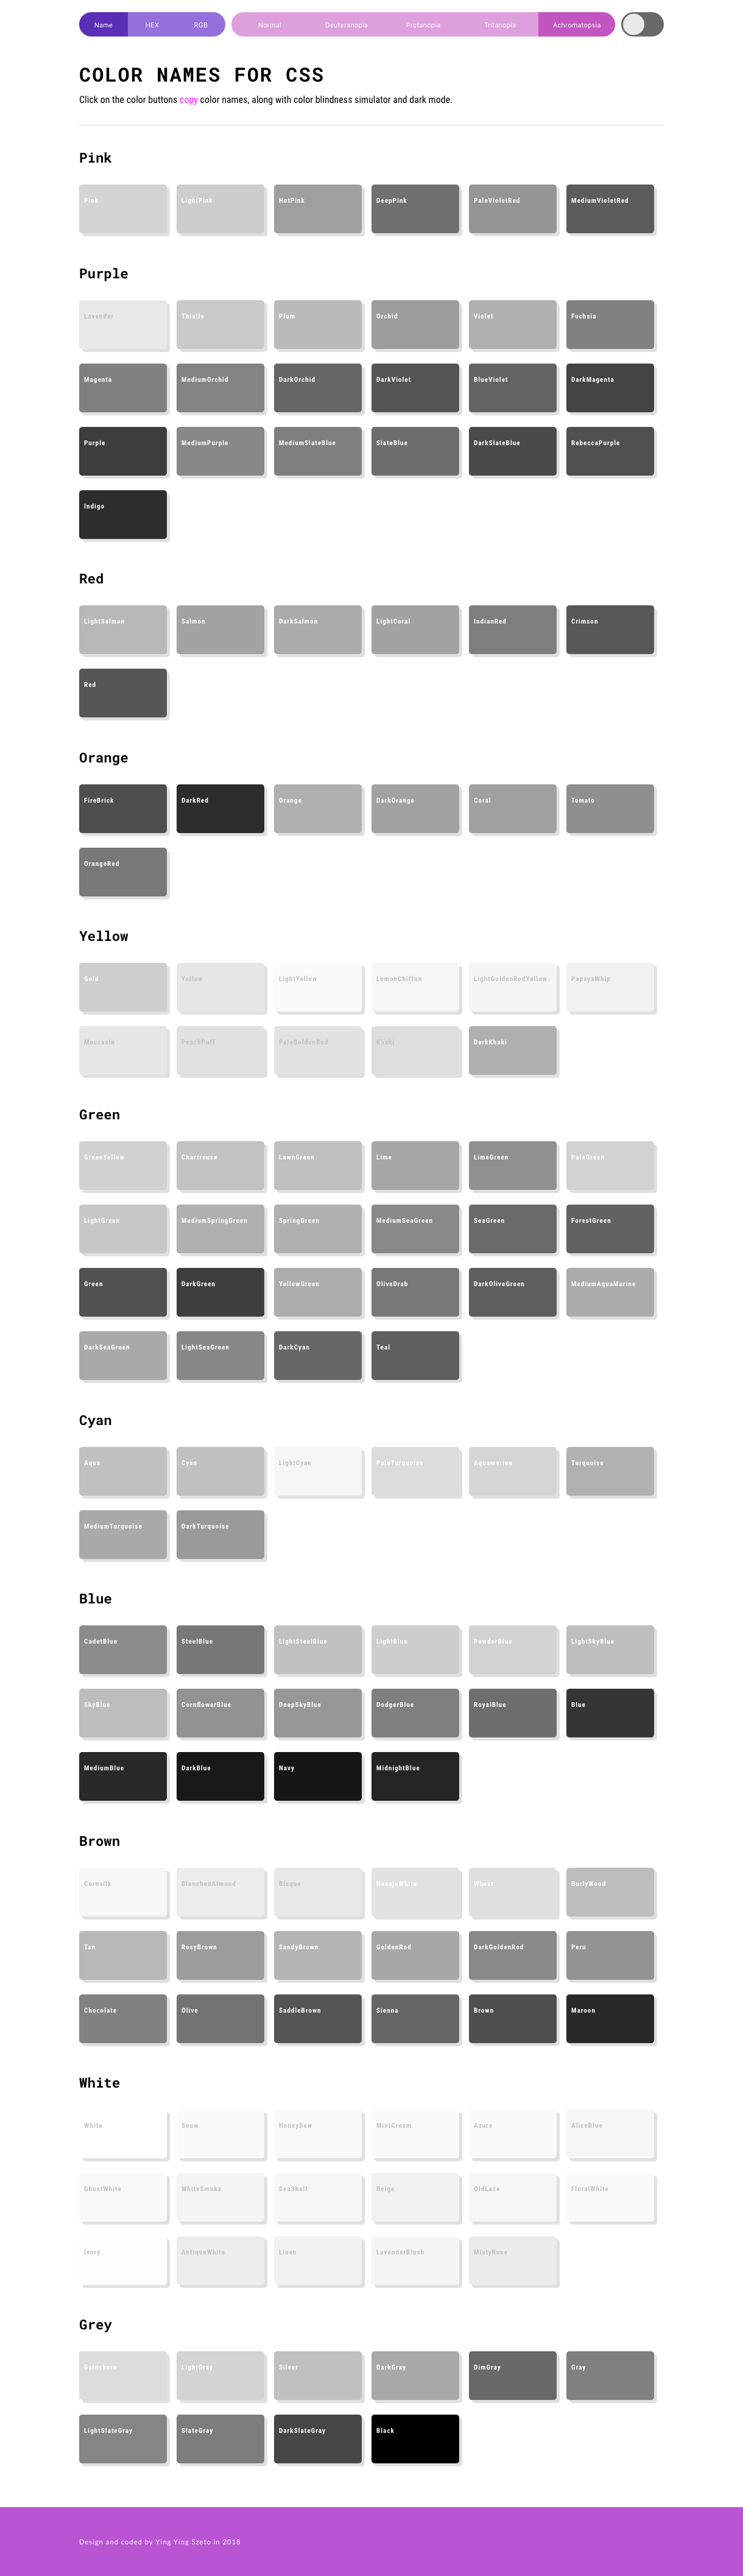 Name HEX RGB Normal Deuteranopia Protanopia Tritanopia Achromatopsia
COLOR NAMES FOR CSS
Click on the color buttons copy color names, along with color blindness simulator and dark mode.
Pink
Pink LightPink HotPink DeepPink PaleVioletRed MediumVioletRed
Purple
Lavender Thistle Plum Orchid Violet Fuchsia
Magenta MediumOrchid DarkOrchid DarkViolet BlueViolet DarkMagenta
Purple MediumPurple MediumSlateBlue SlateBlue DarkSlateBlue RebeccaPurple
Indigo
Red
LightSalmon Salmon DarkSalmon LightCoral IndianRed Crimson
Red
Orange
FireBrick DarkRed Orange DarkOrange Coral Tomato
OrangeRed
Yellow
Gold Yellow LightYellow LemonChiffon LightGoldenRodYellow PapayaWhip
Moccasin PeachPuff PaleGoldenRod Khaki DarkKhaki
Green
GreenYellow Chartreuse LawnGreen Lime LimeGreen PaleGreen
LightGreen MediumSpringGreen SpringGreen MediumSeaGreen SeaGreen ForestGreen
Green DarkGreen YellowGreen OliveDrab DarkOliveGreen MediumAquaMarine
DarkSeaGreen LightSeaGreen DarkCyan Teal
Cyan
Aqua Cyan LightCyan PaleTurquoise Aquamarine Turquoise
MediumTurquoise DarkTurquoise
Blue
CadetBlue SteelBlue LightSteelBlue LightBlue PowderBlue LightSkyBlue
SkyBlue CornflowerBlue DeepSkyBlue DodgerBlue RoyalBlue Blue
MediumBlue DarkBlue Navy MidnightBlue
Brown
Cornsilk BlanchedAlmond Bisque NavajoWhite Wheat BurlyWood
Tan RosyBrown SandyBrown GoldenRod DarkGoldenRod Peru
Chocolate Olive SaddleBrown Sienna Brown Maroon
White
White Snow HoneyDew MintCream Azure AliceBlue
GhostWhite WhiteSmoke SeaShell Beige OldLace FloralWhite
Ivory AntiqueWhite Linen LavenderBlush MistyRose
Grey
Gainsboro LightGray Silver DarkGray DimGray Gray
LightSlateGray SlateGray DarkSlateGray Black
Design and coded by Ying Ying Szeto in 2018